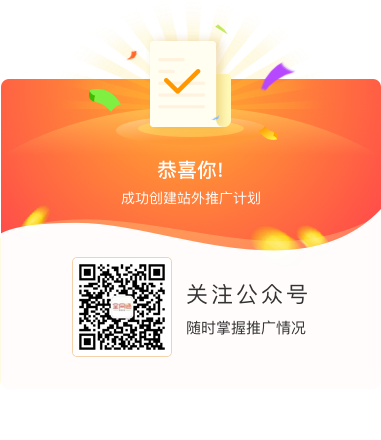 恭喜你!
成功创建站外推广计划
关注公众号
随时掌握推广情况